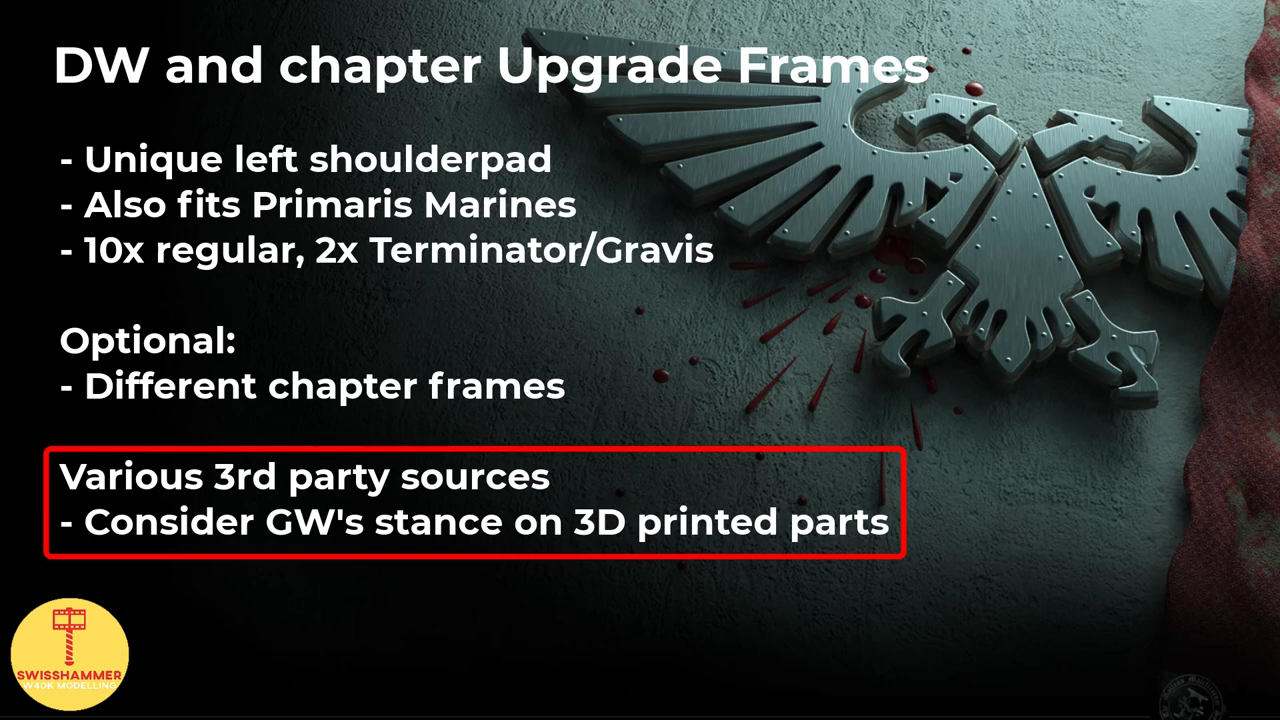 DW and chapter Upgrade Frames
- Unique left shoulderpad
- Also fits Primaris Marines
- 10x regular, 2x Terminator/Gravis
Optional:
- Different chapter frames
Various 3rd party sources
- Consider GW's stance on 3D printed parts
SWISSHAMMER
W40K MODELLING